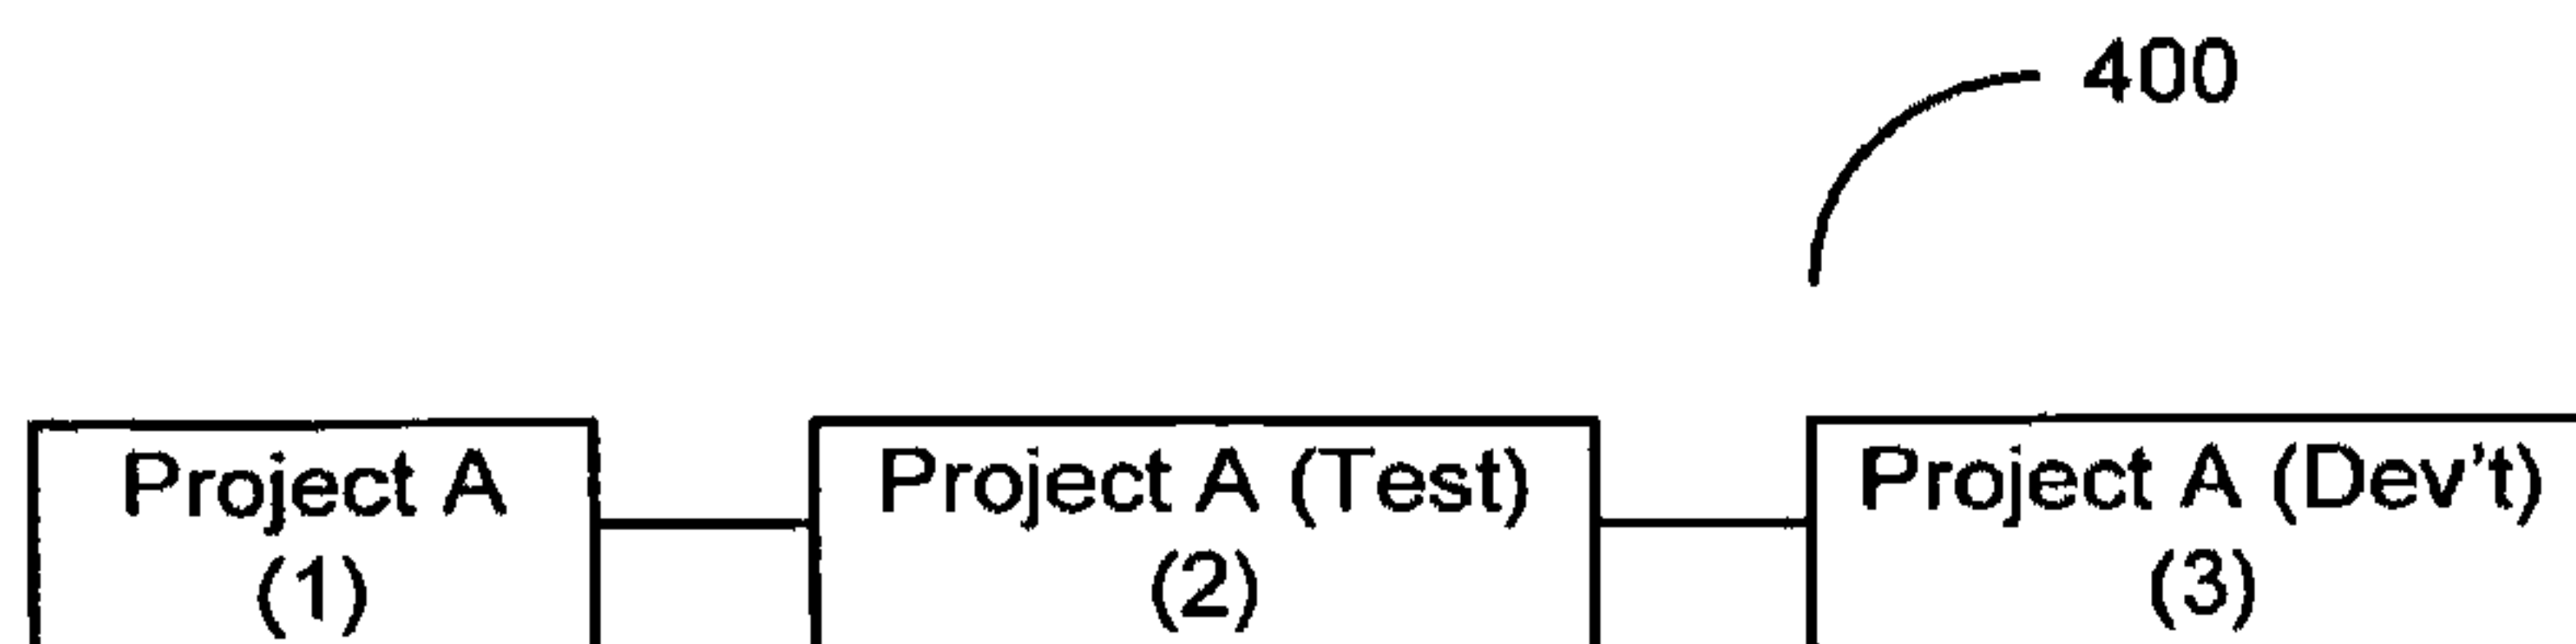 400
Project A
(1)
Project A (Test)
(2)
Project A (Dev't)
(3)